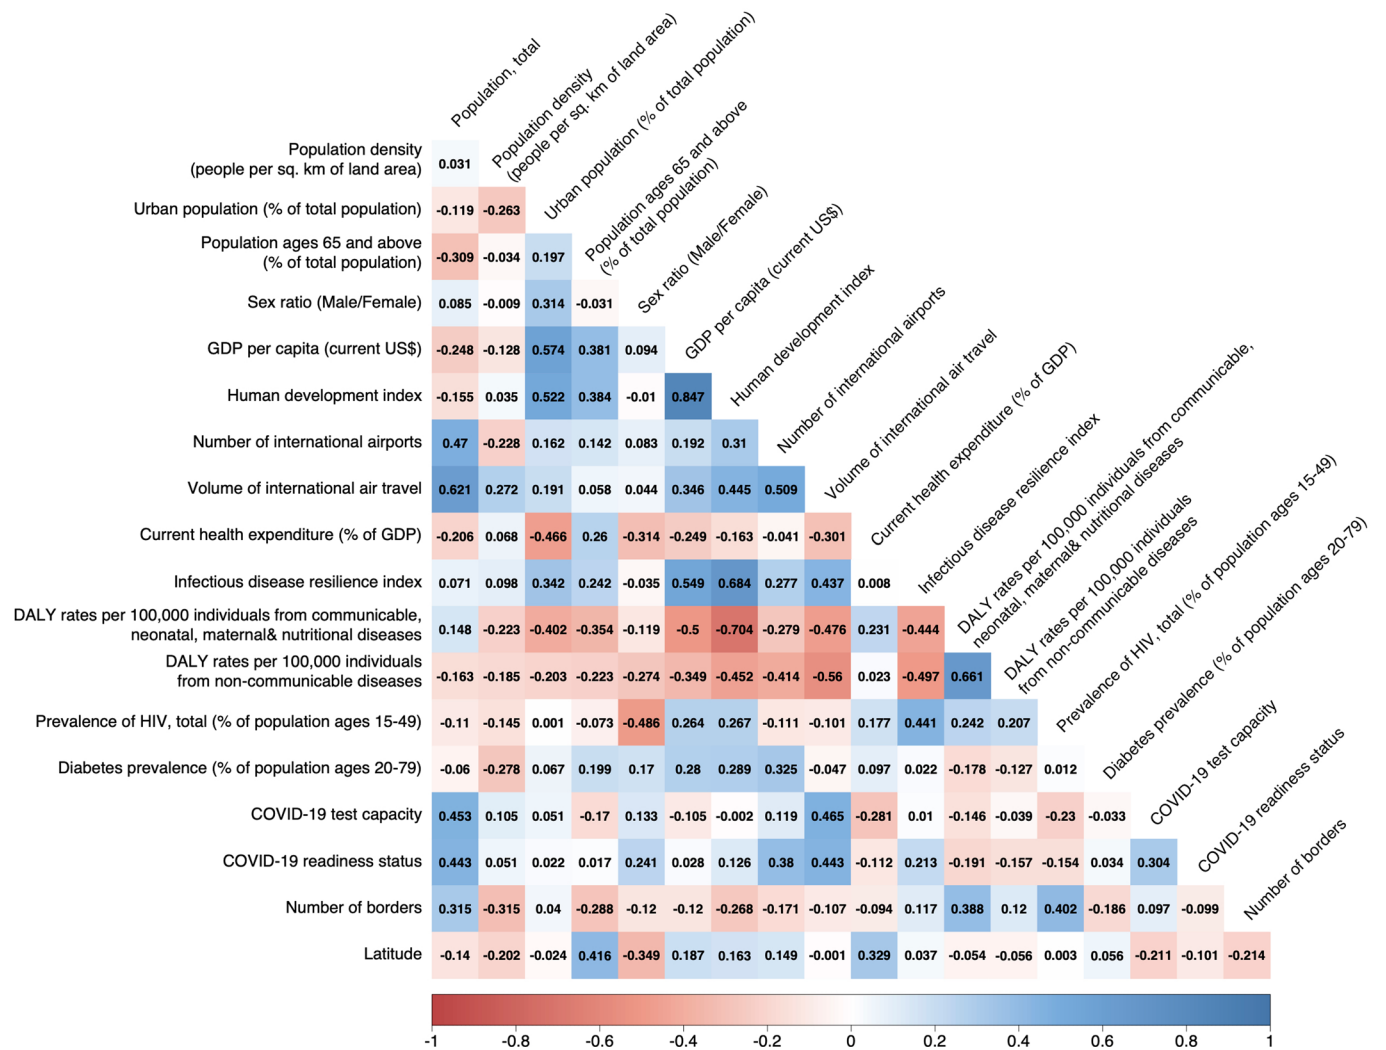 Population, total
Population density
(people per sq. km of land area)
Urban population (% of total population)
Population ages 65 and above
(% of total population)
Sex ratio (Male/Female)
GDP per capita (current US$)
Human development index
Number of international airports
Volume of international air travel
Current health expenditure (% of GDP)
Infectious disease resilience index
DALY rates per 100,000 individuals from communicable,
neonatal, maternal& nutritional diseases
DALY rates per 100,000 individuals
from non-communicable diseases
Prevalence of HIV, total (% of population ages 15-49)
Diabetes prevalence (% of population ages 20-79)
COVID-19 test capacity
COVID-19 readiness status
Number of borders
Population density
(people per sq. km of land area)
0.031
Urban population (% of total population)
-0.119 -0.263
Population ages 65 and above
(% of total population)
-0.309 -0.034 0.197
Sex ratio (Male/Female)
0.085 -0.009 0.314 -0.031
GDP per capita (current US$)
-0.248 -0.128 0.574 0.381 0.094
Human development index
-0.155 0.035 0.522 0.384 -0.01 0.847
Number of international airports
0.47 -0.228 0.162 0.142 0.083 0.192 0.31
Volume of international air travel
0.621 0.272 0.191 0.058 0.044 0.346 0.445 0.509
Current health expenditure (% of GDP)
-0.206 0.068 -0.466 0.26 -0.314 -0.249 -0.163 -0.041 -0.301
Infectious disease resilience index
0.071 0.098 0.342 0.242 -0.035 0.549 0.684 0.277 0.437 0.008
DALY rates per 100,000 individuals from communicable,
neonatal, maternal& nutritional diseases
0.148 -0.223 -0.402 -0.354 -0.119 -0.5 -0.704 -0.279 -0.476 0.231 -0.444
DALY rates per 100,000 individuals
from non-communicable diseases
-0.163 -0.185 -0.203 -0.223 -0.274 -0.349 -0.452 -0.414 -0.56 0.023 -0.497 0.661
Prevalence of HIV, total (% of population ages 15-49)
-0.11 -0.145 0.001 -0.073 -0.486 0.264 0.267 -0.111 -0.101 0.177 0.441 0.242 0.207
Diabetes prevalence (% of population ages 20-79)
-0.06 -0.278 0.067 0.199 0.17 0.28 0.289 0.325 -0.047 0.097 0.022 -0.178 -0.127 0.012
COVID-19 test capacity
0.453 0.105 0.051 -0.17 0.133 -0.105 -0.002 0.119 0.465 -0.281 0.01 -0.146 -0.039 -0.23 -0.033
COVID-19 readiness status
0.443 0.051 0.022 0.017 0.241 0.028 0.126 0.38 0.443 -0.112 0.213 -0.191 -0.157 -0.154 0.034 0.304
Number of borders
0.315 -0.315 0.04 -0.288 -0.12 -0.12 -0.268 -0.171 -0.107 -0.094 0.117 0.388 0.12 0.402 -0.186 0.097 -0.099
Latitude
-0.14 -0.202 -0.024 0.416 -0.349 0.187 0.163 0.149 -0.001 0.329 0.037 -0.054 -0.056 0.003 0.056 -0.211 -0.101 -0.214
-1 -0.8 -0.6 -0.4 -0.2 0 0.2 0.4 0.6 0.8 1